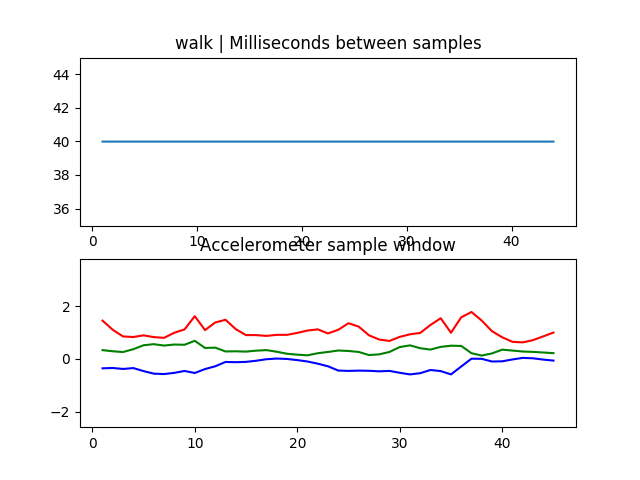 walk | Milliseconds between samples
44
42
40
38
36
0 10 20 30 40
Accelerometer sample window
2
0
−2
0 10 20 30 40